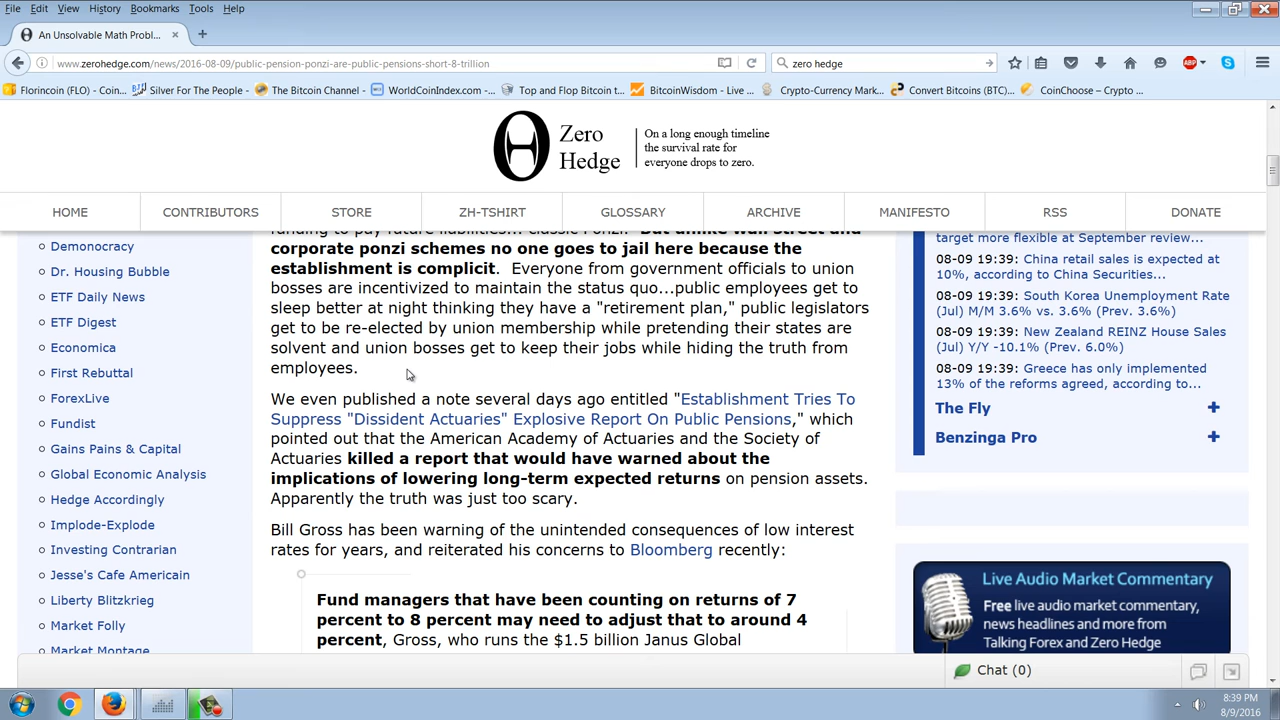 File Edit View History Bookmarks Tools Help
An Unsolvable Math Probl...
www.zerohedge.com/news/2016-08-09/public-pension-ponzi-are-public-pensions-short-8-trillion
zero hedge
ABP
Florincoin (FLO) - Coin... Silver For The People - The Bitcoin Channel - WorldCoinIndex.com -... Top and Flop Bitcoin t... BitcoinWisdom - Live ... Crypto-Currency Mark... Convert Bitcoins (BTC)... CoinChoose – Crypto ...
Zero
Hedge
On a long enough timeline
the survival rate for
everyone drops to zero.
HOME CONTRIBUTORS STORE ZH-TSHIRT GLOSSARY ARCHIVE MANIFESTO RSS DONATE
Demonocracy
Dr. Housing Bubble
ETF Daily News
ETF Digest
Economica
First Rebuttal
ForexLive
Fundist
Gains Pains & Capital
Global Economic Analysis
Hedge Accordingly
Implode-Explode
Investing Contrarian
Jesse's Cafe Americain
Liberty Blitzkrieg
Market Folly
Market Montage
funding to pay future liabilities... classic Ponzi. But unlike wall street and
corporate ponzi schemes no one goes to jail here because the
establishment is complicit. Everyone from government officials to union
bosses are incentivized to maintain the status quo...public employees get to
sleep better at night thinking they have a "retirement plan," public legislators
get to be re-elected by union membership while pretending their states are
solvent and union bosses get to keep their jobs while hiding the truth from
employees.
We even published a note several days ago entitled "Establishment Tries To
Suppress "Dissident Actuaries" Explosive Report On Public Pensions," which
pointed out that the American Academy of Actuaries and the Society of
Actuaries killed a report that would have warned about the
implications of lowering long-term expected returns on pension assets.
Apparently the truth was just too scary.
Bill Gross has been warning of the unintended consequences of low interest
rates for years, and reiterated his concerns to Bloomberg recently:
Fund managers that have been counting on returns of 7
percent to 8 percent may need to adjust that to around 4
percent, Gross, who runs the $1.5 billion Janus Global
target more flexible at September review...
08-09 19:39: China retail sales is expected at
10%, according to China Securities...
08-09 19:39: South Korea Unemployment Rate
(Jul) M/M 3.6% vs. 3.6% (Prev. 3.6%)
08-09 19:39: New Zealand REINZ House Sales
(Jul) Y/Y -10.1% (Prev. 6.0%)
08-09 19:39: Greece has only implemented
13% of the reforms agreed, according to...
The Fly +
Benzinga Pro +
Live Audio Market Commentary
Free live audio market commentary,
news headlines and more from
Talking Forex and Zero Hedge
Chat (0)
8:39 PM
8/9/2016